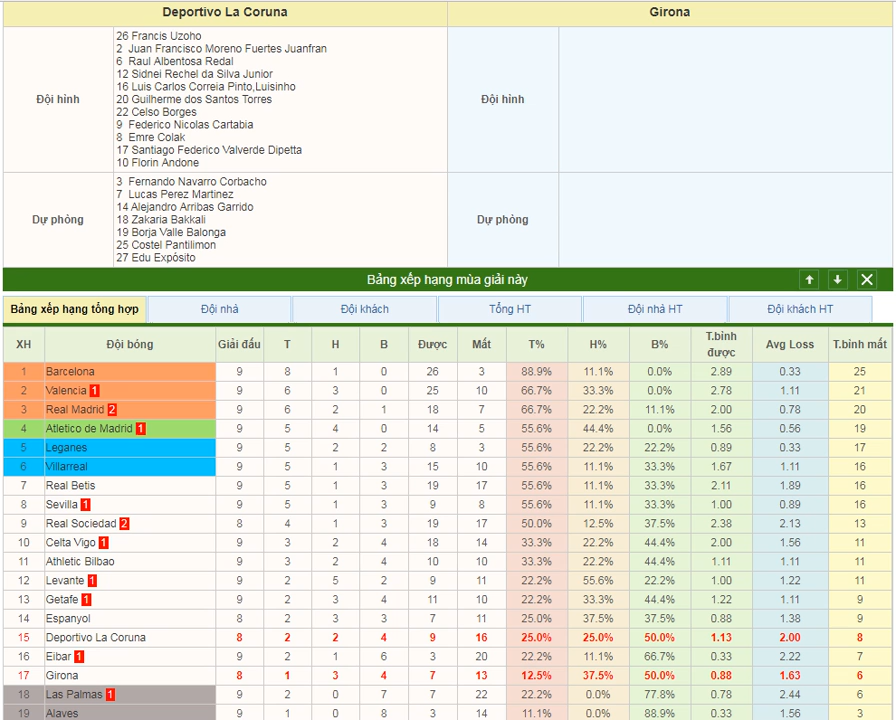 Deportivo La Coruna Girona
Đội hình
26 Francis Uzoho
2 Juan Francisco Moreno Fuertes Juanfran
6 Raul Albentosa Redal
12 Sidnei Rechel da Silva Junior
16 Luis Carlos Correia Pinto,Luisinho
20 Guilherme dos Santos Torres
22 Celso Borges
9 Federico Nicolas Cartabia
8 Emre Colak
17 Santiago Federico Valverde Dipetta
10 Florin Andone
Đội hình
Dự phòng
3 Fernando Navarro Corbacho
7 Lucas Perez Martinez
14 Alejandro Arribas Garrido
18 Zakaria Bakkali
19 Borja Valle Balonga
25 Costel Pantilimon
27 Edu Expósito
Dự phòng
Bảng xếp hạng mùa giải này
Bảng xếp hạng tổng hợp Đội nhà Đội khách Tổng HT Đội nhà HT Đội khách HT
XH Đội bóng Giải đấu T H B Được Mất T% H% B% T.bình được Avg Loss T.bình mất
1 Barcelona 9 8 1 0 26 3 88.9% 11.1% 0.0% 2.89 0.33 25
2 Valencia 1 9 6 3 0 25 10 66.7% 33.3% 0.0% 2.78 1.11 21
3 Real Madrid 2 9 6 2 1 18 7 66.7% 22.2% 11.1% 2.00 0.78 20
4 Atletico de Madrid 1 9 5 4 0 14 5 55.6% 44.4% 0.0% 1.56 0.56 19
5 Leganes 9 5 2 2 8 3 55.6% 22.2% 22.2% 0.89 0.33 17
6 Villarreal 9 5 1 3 15 10 55.6% 11.1% 33.3% 1.67 1.11 16
7 Real Betis 9 5 1 3 19 17 55.6% 11.1% 33.3% 2.11 1.89 16
8 Sevilla 1 9 5 1 3 9 8 55.6% 11.1% 33.3% 1.00 0.89 16
9 Real Sociedad 2 8 4 1 3 19 17 50.0% 12.5% 37.5% 2.38 2.13 13
10 Celta Vigo 1 9 3 2 4 18 14 33.3% 22.2% 44.4% 2.00 1.56 11
11 Athletic Bilbao 9 3 2 4 10 10 33.3% 22.2% 44.4% 1.11 1.11 11
12 Levante 1 9 2 5 2 9 11 22.2% 55.6% 22.2% 1.00 1.22 11
13 Getafe 1 9 2 3 4 11 10 22.2% 33.3% 44.4% 1.22 1.11 9
14 Espanyol 8 2 3 3 7 11 25.0% 37.5% 37.5% 0.88 1.38 9
15 Deportivo La Coruna 8 2 2 4 9 16 25.0% 25.0% 50.0% 1.13 2.00 8
16 Eibar 1 9 2 1 6 3 20 22.2% 11.1% 66.7% 0.33 2.22 7
17 Girona 8 1 3 4 7 13 12.5% 37.5% 50.0% 0.88 1.63 6
18 Las Palmas 1 9 2 0 7 7 22 22.2% 0.0% 77.8% 0.78 2.44 6
19 Alaves 9 1 0 8 3 14 11.1% 0.0% 88.9% 0.33 1.56 3